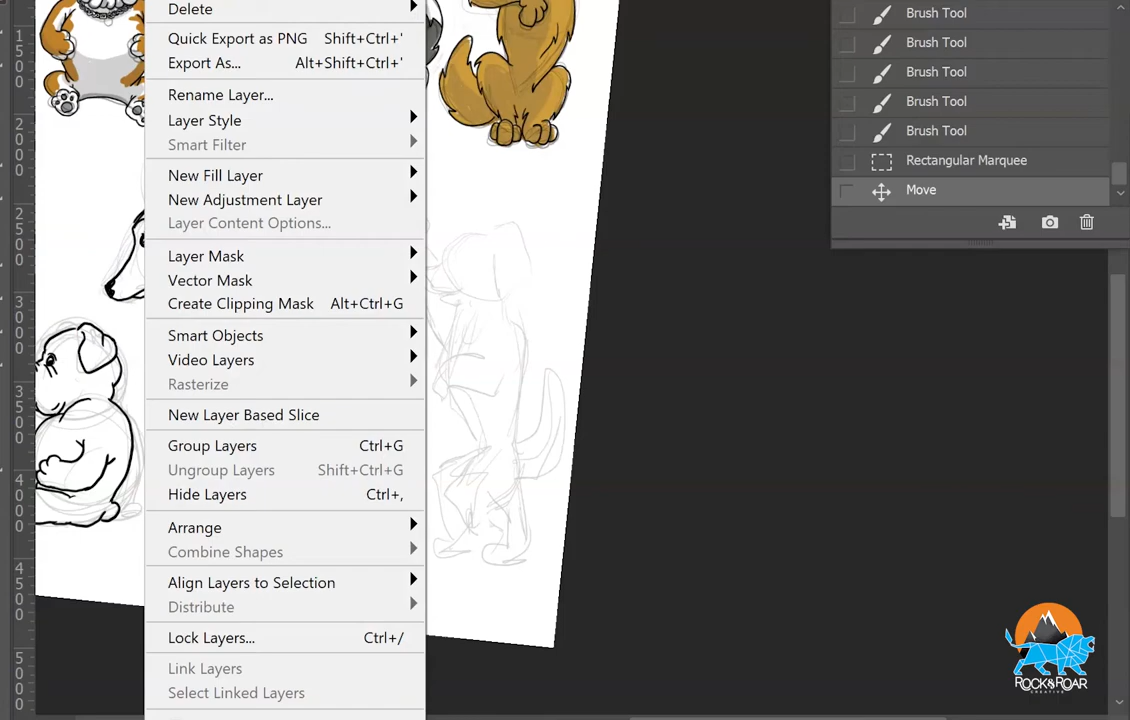 Delete
Quick Export as PNG Shift+Ctrl+'
Export As... Alt+Shift+Ctrl+'
Rename Layer...
Layer Style
Smart Filter
New Fill Layer
New Adjustment Layer
Layer Content Options...
Layer Mask
Vector Mask
Create Clipping Mask Alt+Ctrl+G
Smart Objects
Video Layers
Rasterize
New Layer Based Slice
Group Layers Ctrl+G
Ungroup Layers Shift+Ctrl+G
Hide Layers Ctrl+,
Arrange
Combine Shapes
Align Layers to Selection
Distribute
Lock Layers... Ctrl+/
Link Layers
Select Linked Layers
Brush Tool
Brush Tool
Brush Tool
Brush Tool
Brush Tool
Rectangular Marquee
Move
1500
2000
2500
3000
3500
4000
4500
5000
ROCK&ROAR
CREATIVE